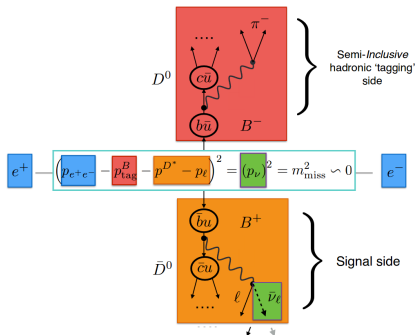 π⁻
....
D⁰
cū
bū
B⁻
Semi-Inclusive
hadronic 'tagging'
side
e⁺ (p_{e⁺e⁻} − p^B_{tag} − p^{D*} − p_ℓ)² = (p_ν)² = m²_{miss} ∽ 0 e⁻
b̄u
B⁺
D̄⁰
c̄u
ℓ
ν̄_ℓ
....
....
Signal side